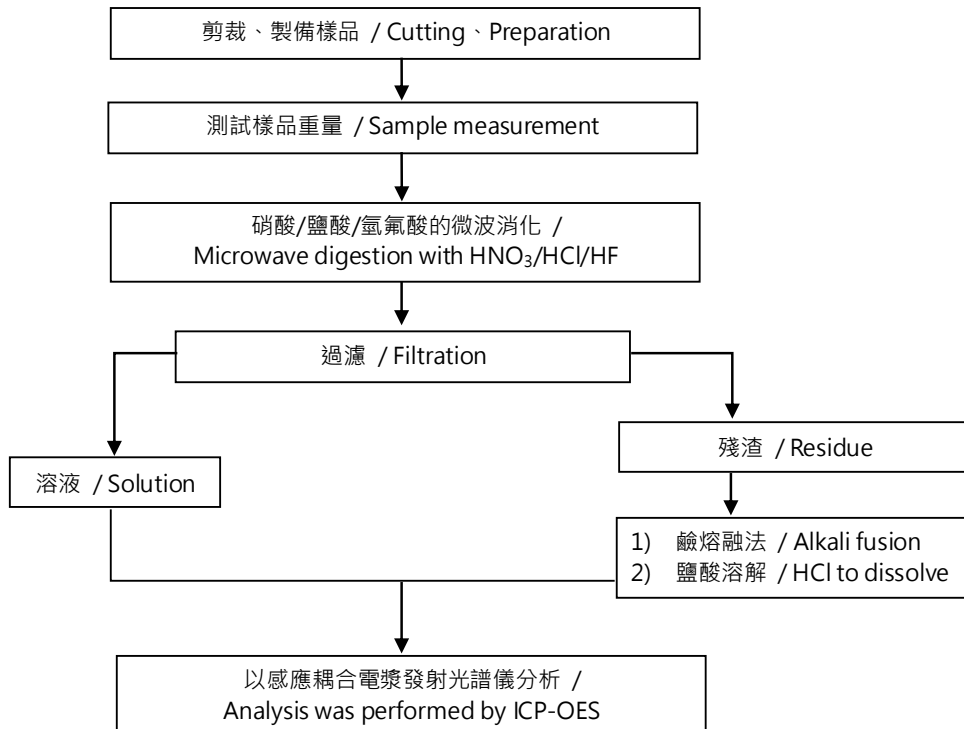 剪裁、製備樣品 / Cutting、Preparation
測試樣品重量 / Sample measurement
硝酸/鹽酸/氫氟酸的微波消化 /
Microwave digestion with HNO₃/HCl/HF
過濾 / Filtration
溶液 / Solution
殘渣 / Residue
1) 鹼熔融法 / Alkali fusion
2) 鹽酸溶解 / HCl to dissolve
以感應耦合電漿發射光譜儀分析 /
Analysis was performed by ICP-OES